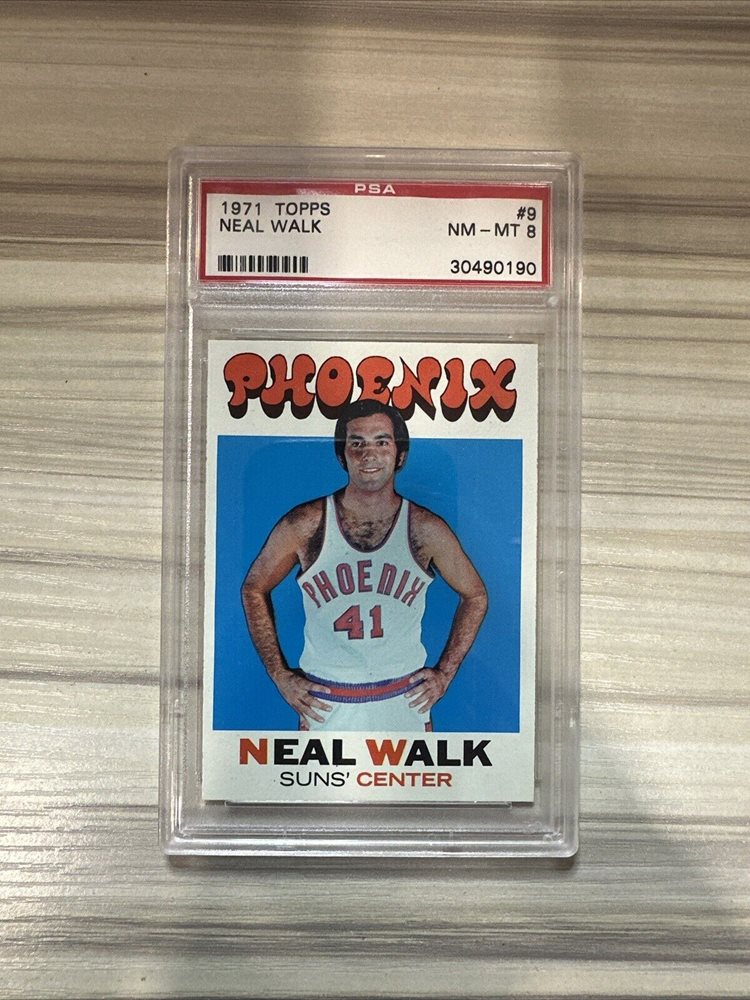 PSA
1971 TOPPS #9
NEAL WALK NM - MT 8
30490190
PHOENIX
PHOENIX
41
NEAL WALK
SUNS' CENTER